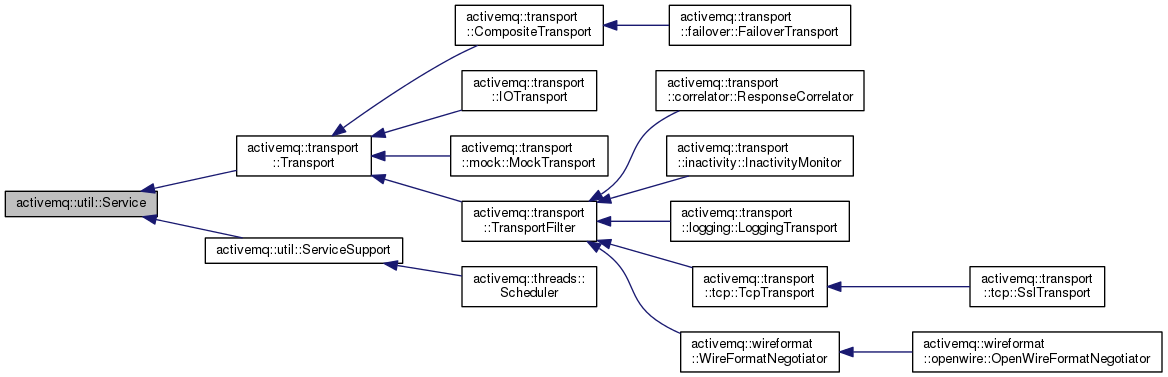 activemq::transport
::CompositeTransport
activemq::transport
::failover::FailoverTransport
activemq::transport
::IOTransport
activemq::transport
::correlator::ResponseCorrelator
activemq::transport
::Transport
activemq::transport
::mock::MockTransport
activemq::transport
::inactivity::InactivityMonitor
activemq::util::Service
activemq::transport
::TransportFilter
activemq::transport
::logging::LoggingTransport
activemq::util::ServiceSupport
activemq::threads::
Scheduler
activemq::transport
::tcp::TcpTransport
activemq::transport
::tcp::SslTransport
activemq::wireformat
::WireFormatNegotiator
activemq::wireformat
::openwire::OpenWireFormatNegotiator